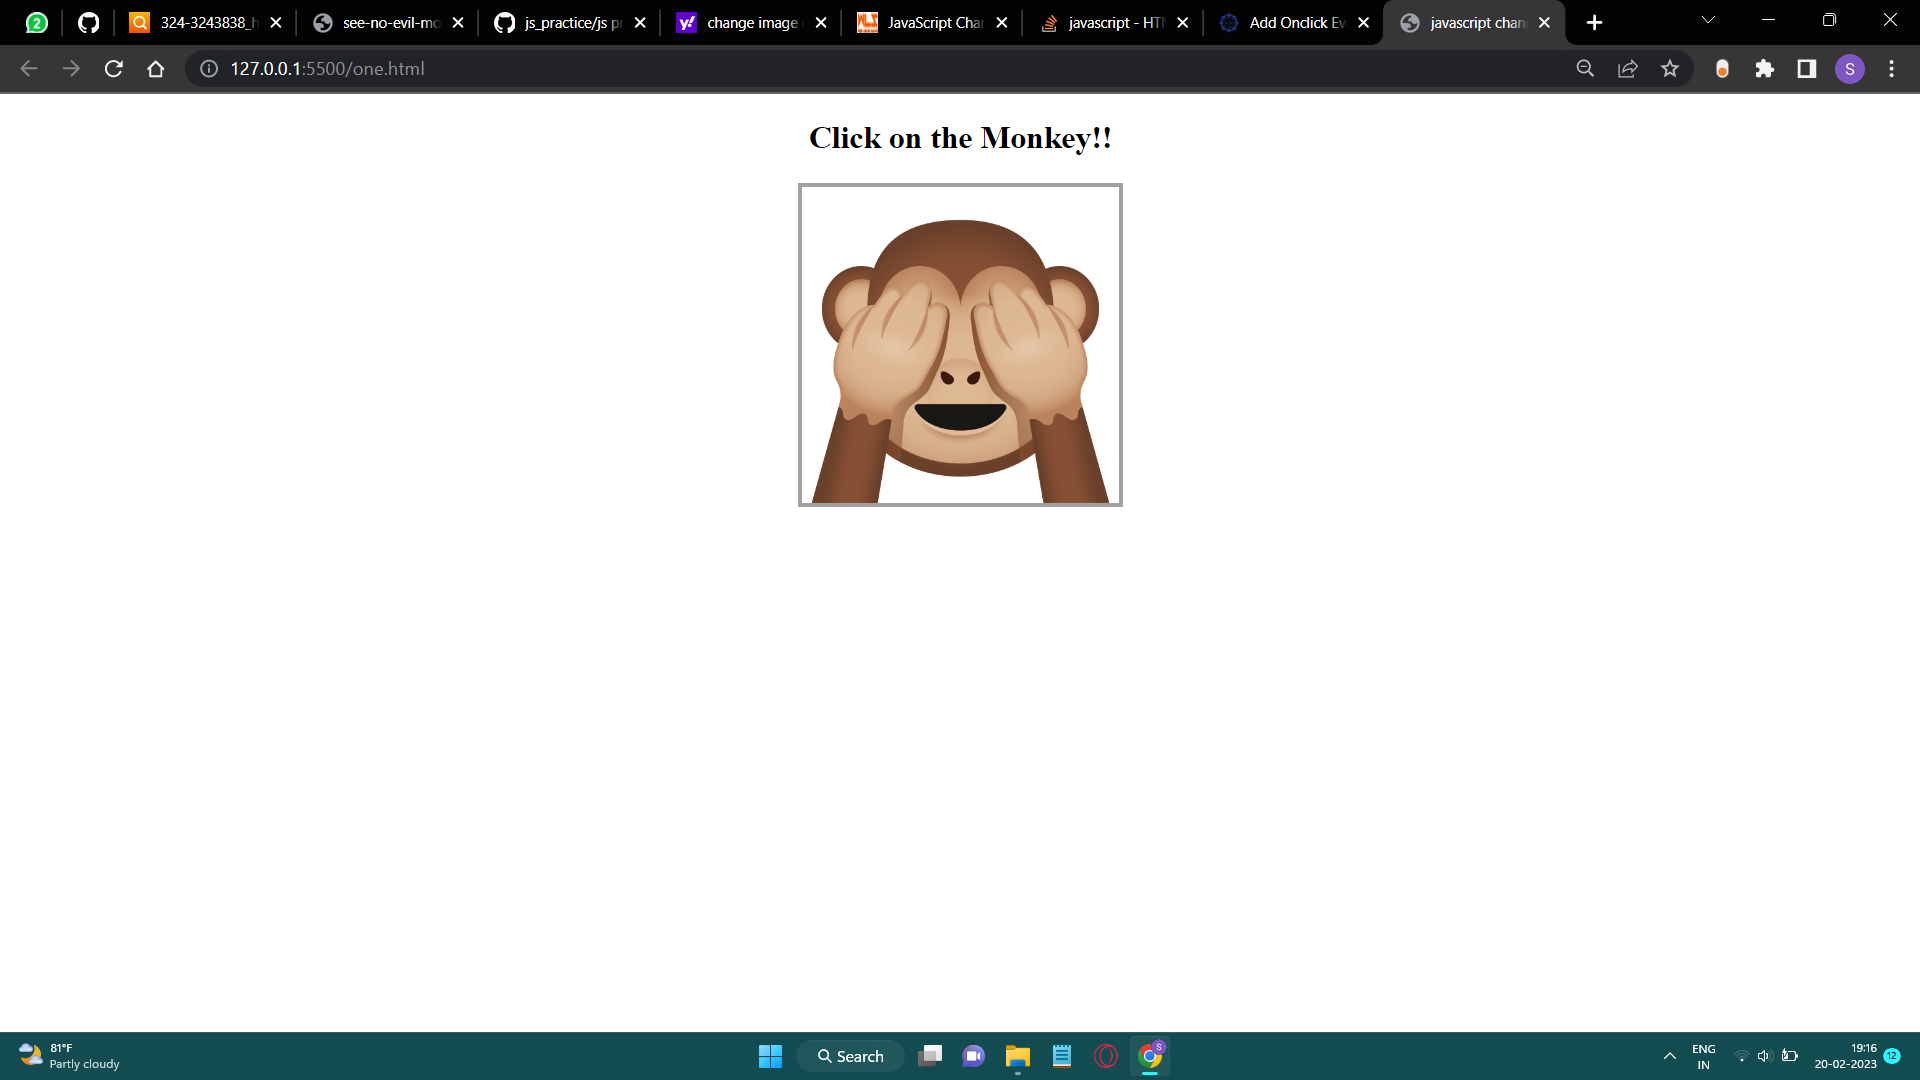 2
324-3243838_h
see-no-evil-mo
js_practice/js p
y! change image
JavaScript Char
javascript - HT
Add Onclick Ev
javascript chan
127.0.0.1:5500/one.html
S
Click on the Monkey!!
81°F
Partly cloudy
Search
S
ENG
IN
19:16
20-02-2023
12